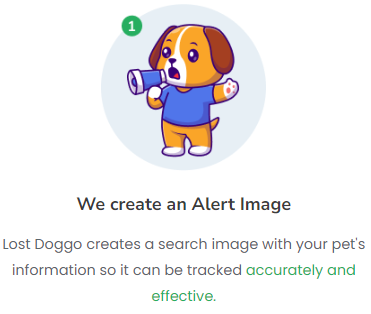 1
We create an Alert Image
Lost Doggo creates a search image with your pet's
information so it can be tracked accurately and
effective.